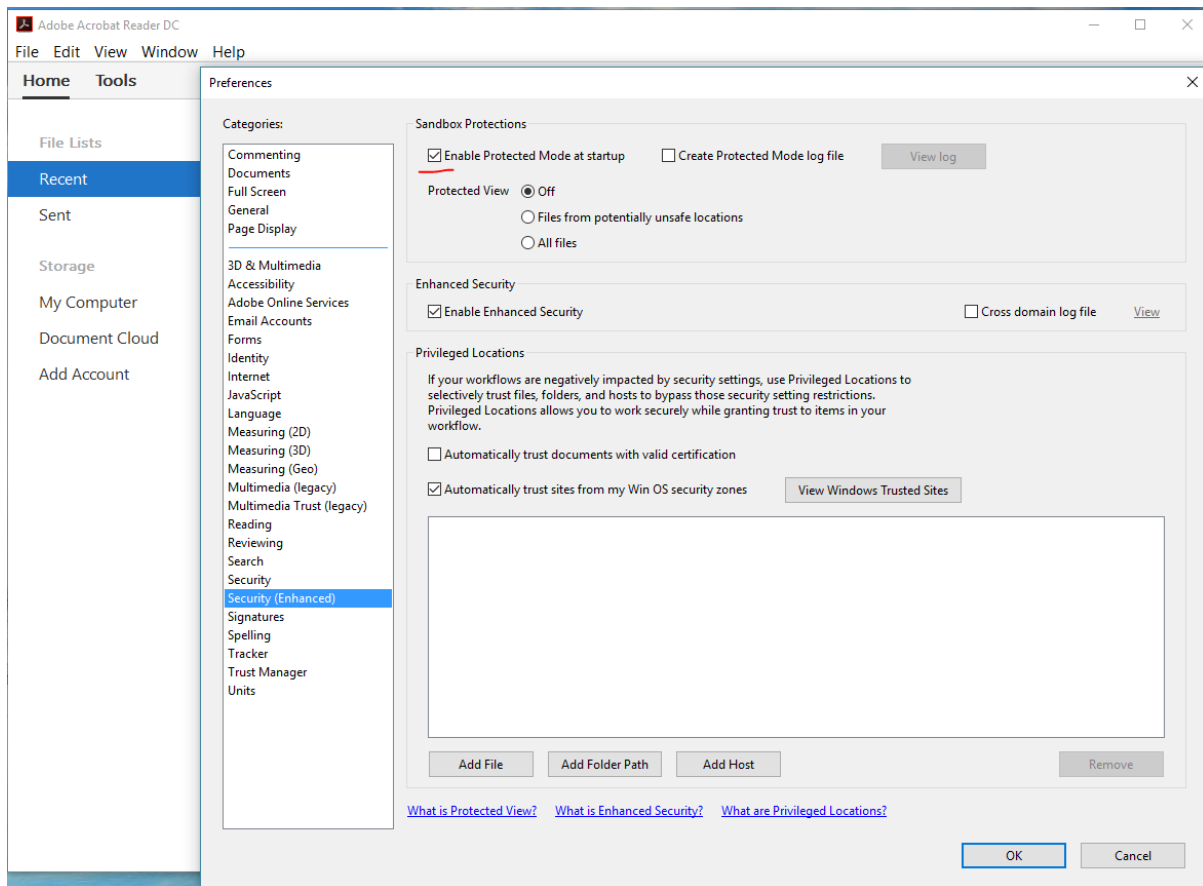 Adobe Acrobat Reader DC
File Edit View Window Help
Home Tools
Preferences
File Lists
Recent
Sent
Storage
My Computer
Document Cloud
Add Account
Categories:
Commenting
Documents
Full Screen
General
Page Display
3D & Multimedia
Accessibility
Adobe Online Services
Email Accounts
Forms
Identity
Internet
JavaScript
Language
Measuring (2D)
Measuring (3D)
Measuring (Geo)
Multimedia (legacy)
Multimedia Trust (legacy)
Reading
Reviewing
Search
Security
Security (Enhanced)
Signatures
Spelling
Tracker
Trust Manager
Units
Sandbox Protections
Enable Protected Mode at startup Create Protected Mode log file View log
Protected View Off
Files from potentially unsafe locations
All files
Enhanced Security
Enable Enhanced Security Cross domain log file View
Privileged Locations
If your workflows are negatively impacted by security settings, use Privileged Locations to
selectively trust files, folders, and hosts to bypass those security setting restrictions.
Privileged Locations allows you to work securely while granting trust to items in your
workflow.
Automatically trust documents with valid certification
Automatically trust sites from my Win OS security zones View Windows Trusted Sites
Add File Add Folder Path Add Host Remove
What is Protected View? What is Enhanced Security? What are Privileged Locations?
OK Cancel